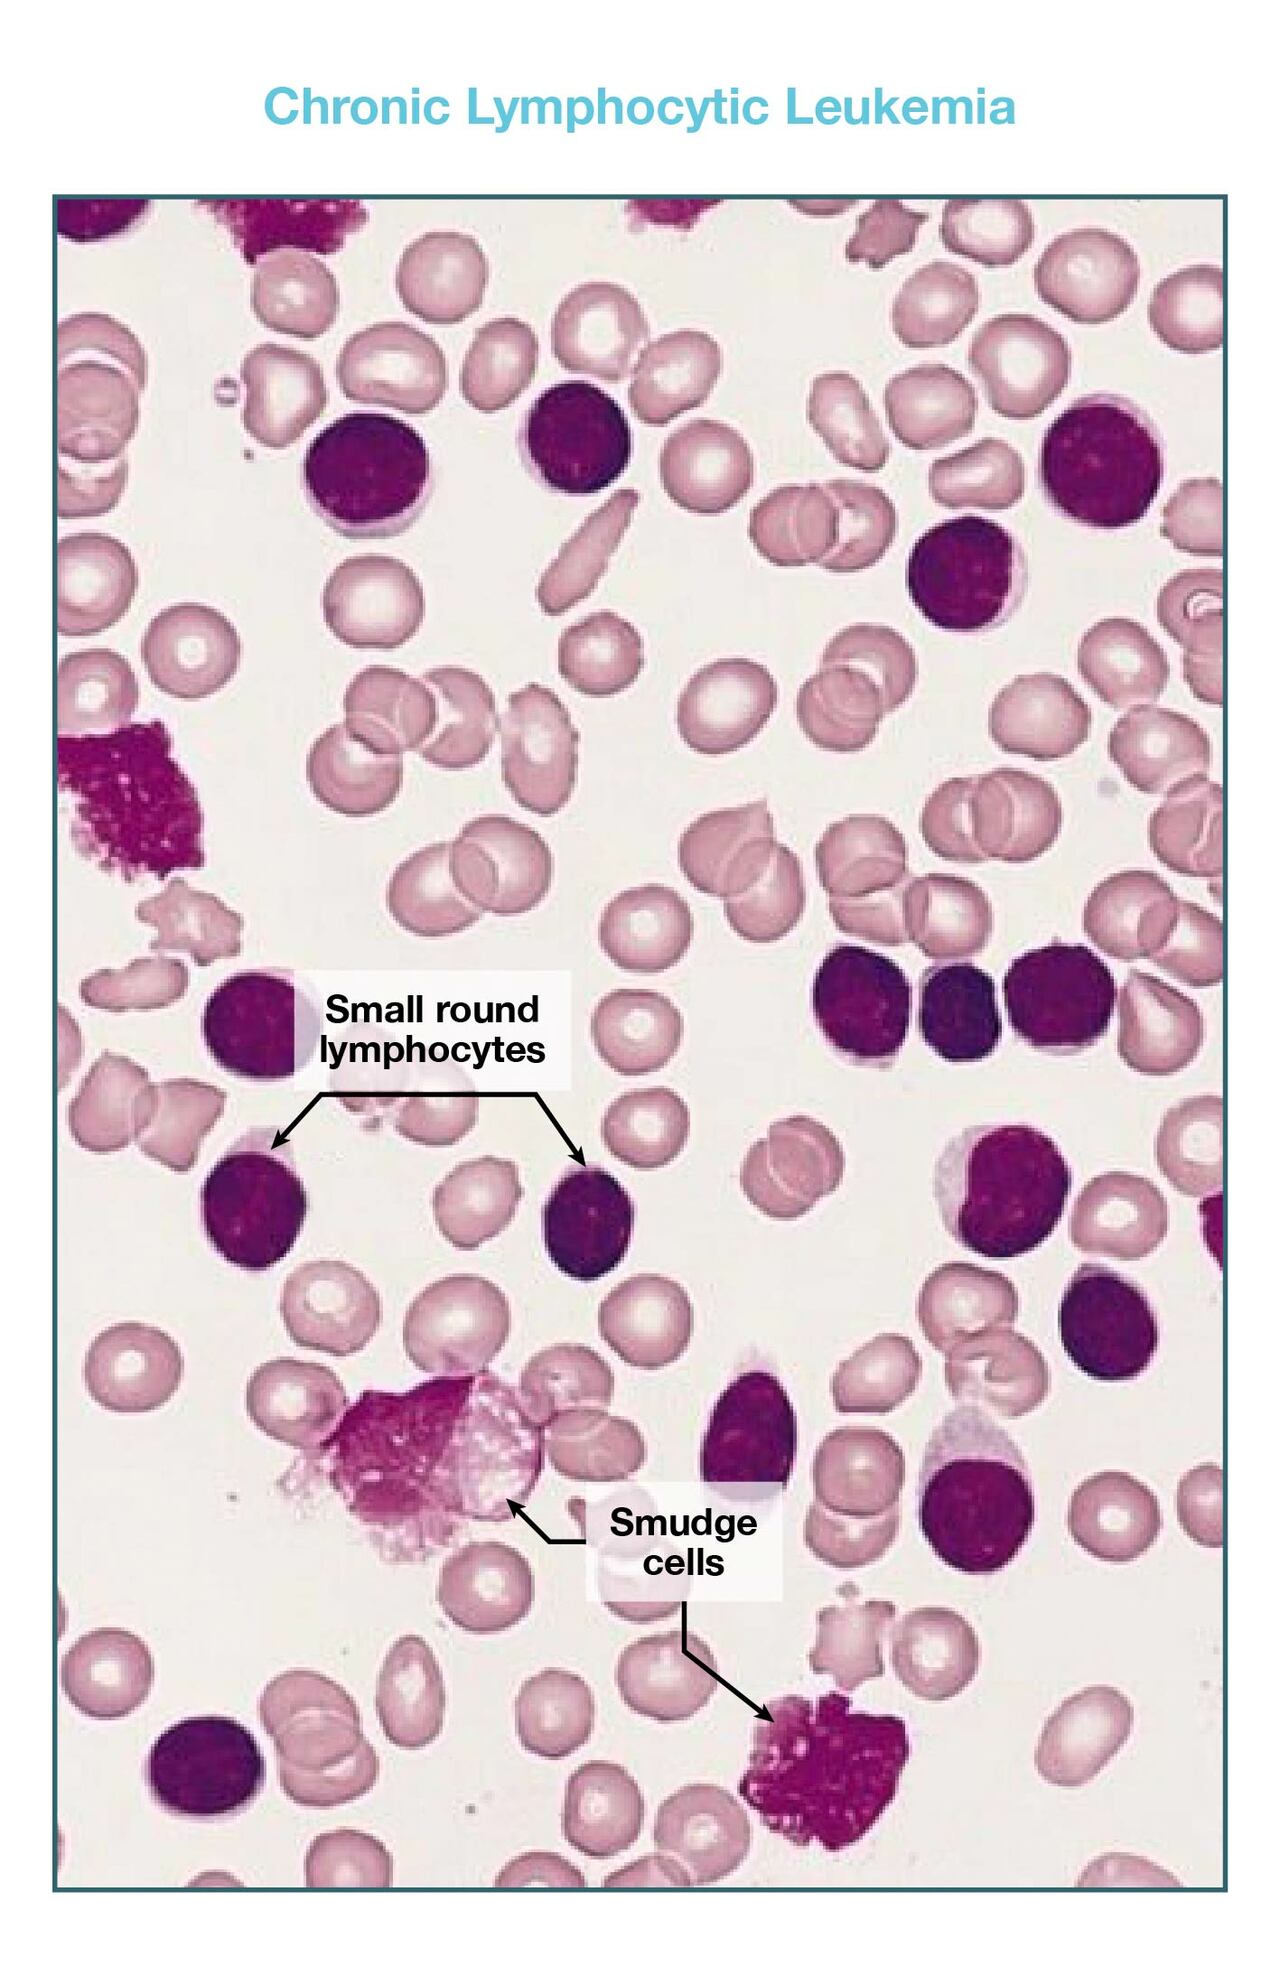 Chronic Lymphocytic Leukemia
Small round
lymphocytes
Smudge
cells